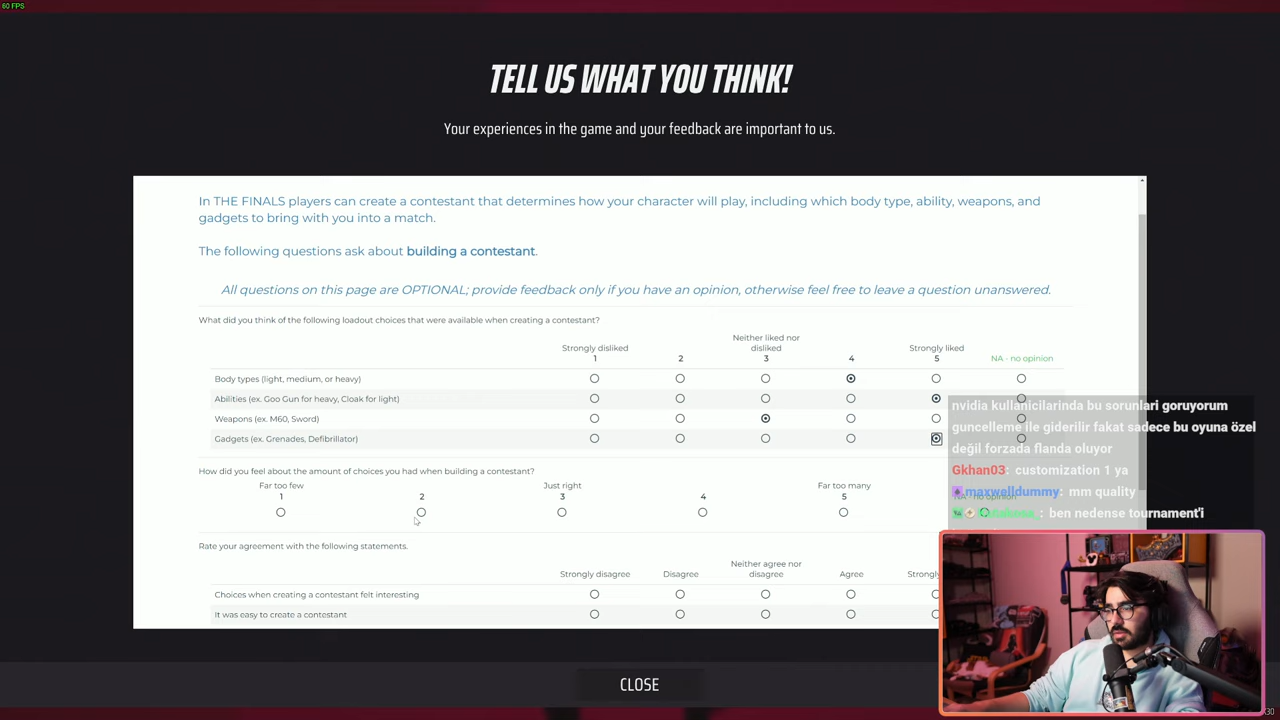 60 FPS
TELL US WHAT YOU THINK!
Your experiences in the game and your feedback are important to us.
In THE FINALS players can create a contestant that determines how your character will play, including which body type, ability, weapons, and
gadgets to bring with you into a match.
The following questions ask about building a contestant.
All questions on this page are OPTIONAL; provide feedback only if you have an opinion, otherwise feel free to leave a question unanswered.
What did you think of the following loadout choices that were available when creating a contestant?
Neither liked nor
Strongly disliked disliked Strongly liked
1 2 3 4 5 NA - no opinion
Body types (light, medium, or heavy)
Abilities (ex. Goo Gun for heavy, Cloak for light)
Weapons (ex. M60, Sword)
Gadgets (ex. Grenades, Defibrillator)
How did you feel about the amount of choices you had when building a contestant?
Far too few Just right Far too many
1 2 3 4 5 NA - no opinion
Rate your agreement with the following statements.
Neither agree nor
Strongly disagree Disagree disagree Agree Strongly
Choices when creating a contestant felt interesting
It was easy to create a contestant
nvidia kullanicilarinda bu sorunlari goruyorum
guncelleme ile giderilir fakat sadece bu oyuna özel
değil forzada flanda oluyor
Gkhan03: customization 1 ya
maxwelldummy: mm quality
: ben nedense tournament'i
CLOSE